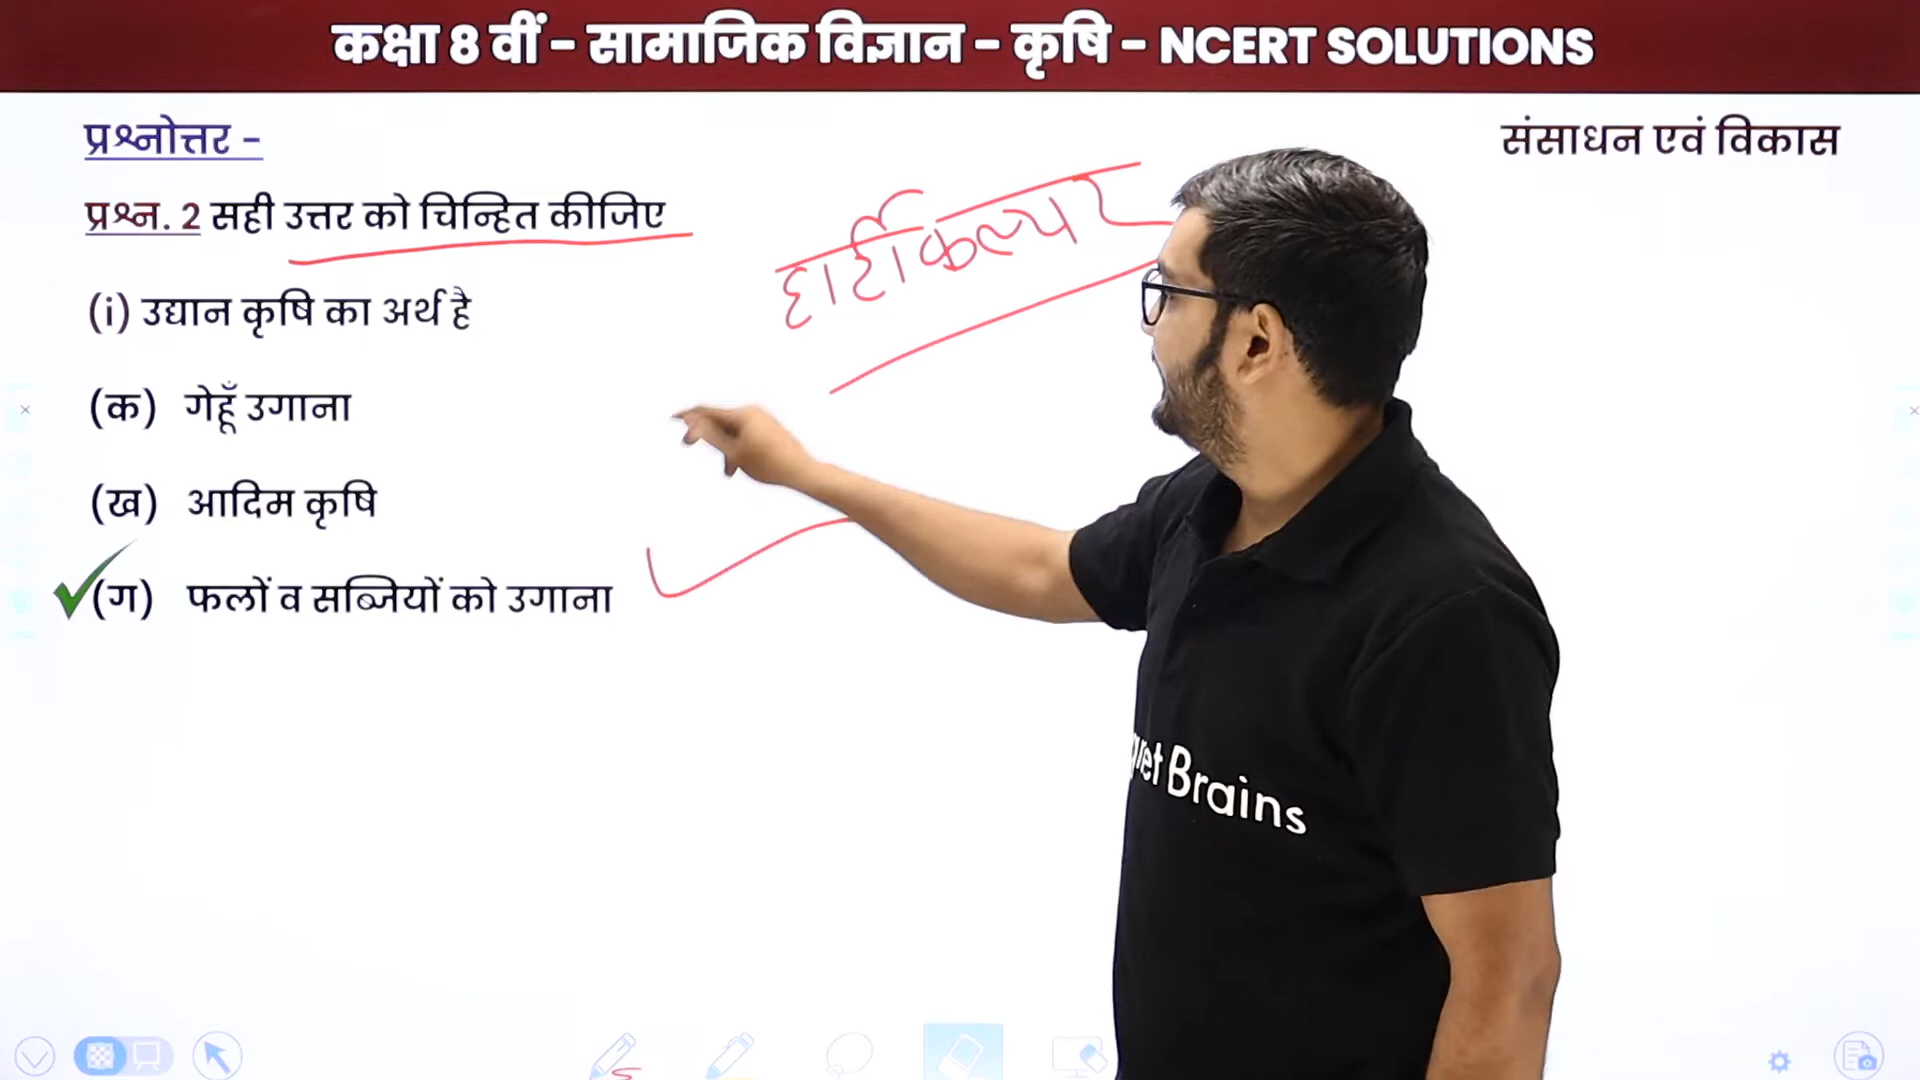 कक्षा 8 वीं - सामाजिक विज्ञान - कृषि - NCERT SOLUTIONS
प्रश्नोत्तर -
संसाधन एवं विकास
प्रश्न. 2 सही उत्तर को चिन्हित कीजिए
हार्टीकल्चर
(i) उद्यान कृषि का अर्थ है
(क) गेहूँ उगाना
(ख) आदिम कृषि
(ग) फलों व सब्जियों को उगाना
Brains